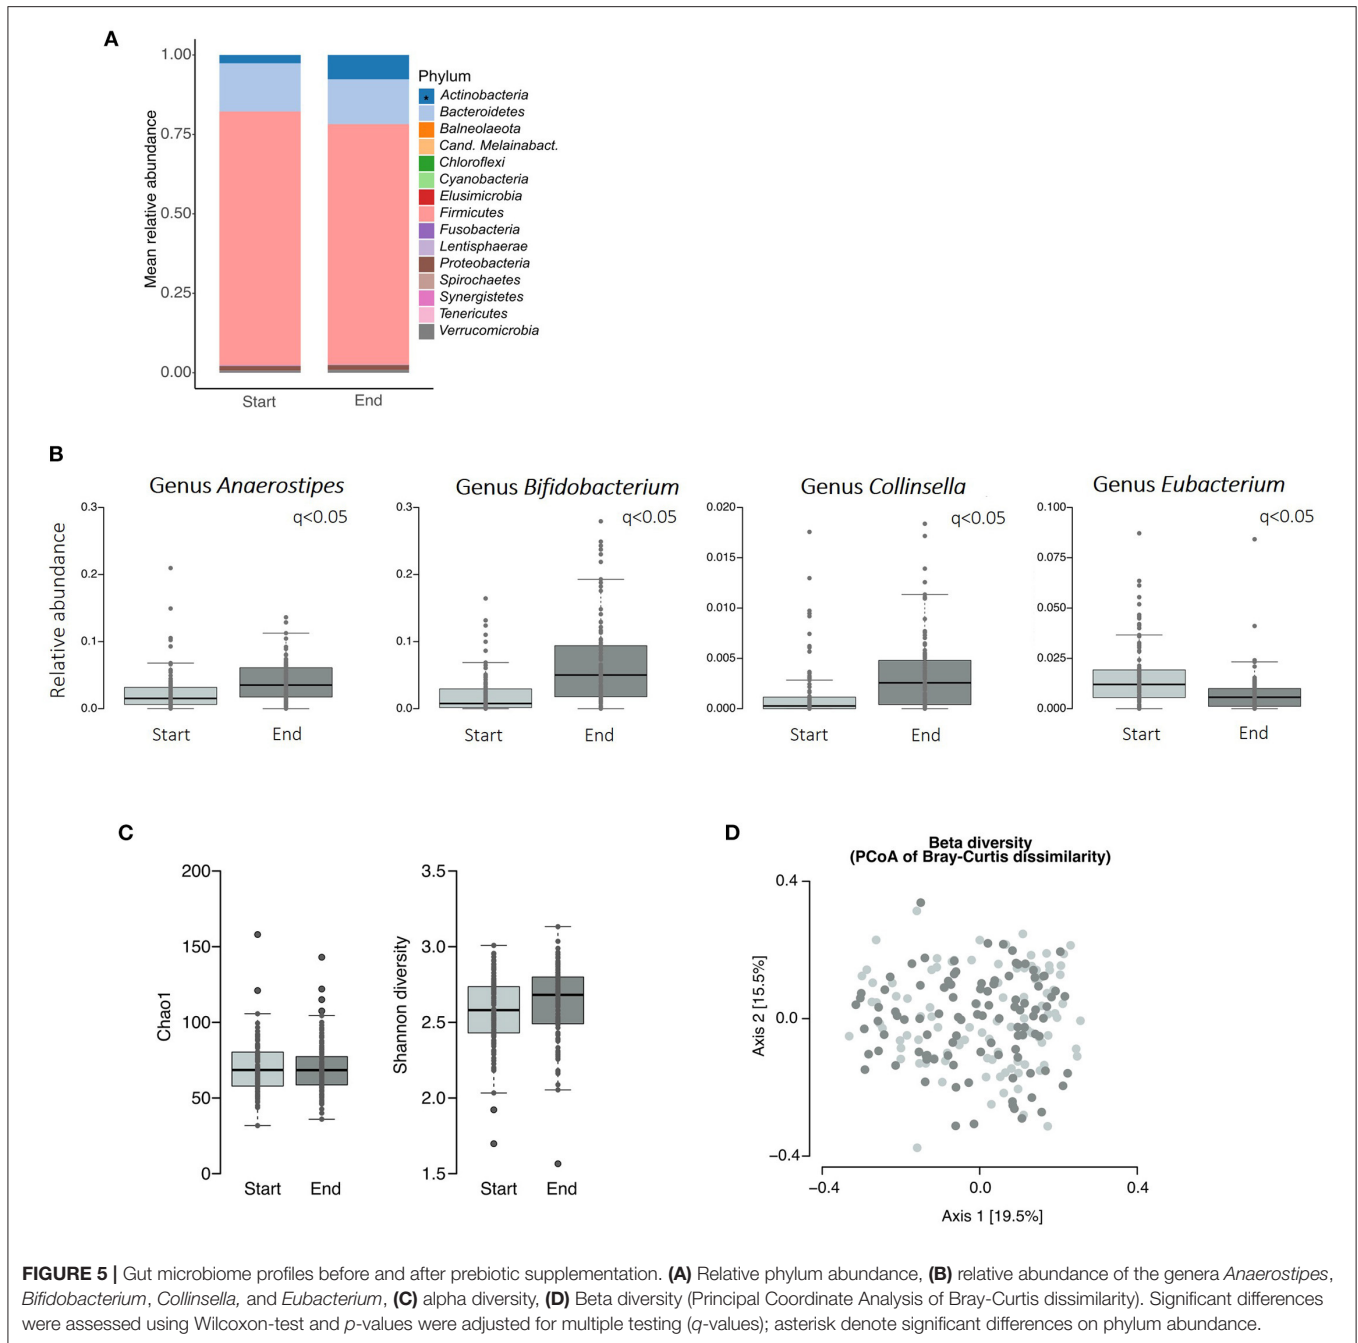 A
Mean relative abundance
1.00
0.75
0.50
0.25
0.00
Start End
Phylum
* Actinobacteria
Bacteroidetes
Balneolaeota
Cand. Melainabact.
Chloroflexi
Cyanobacteria
Elusimicrobia
Firmicutes
Fusobacteria
Lentisphaerae
Proteobacteria
Spirochaetes
Synergistetes
Tenericutes
Verrucomicrobia
B
Relative abundance
Genus Anaerostipes
q<0.05
0.3
0.2
0.1
0.0
Start End
Genus Bifidobacterium
q<0.05
0.3
0.2
0.1
0.0
Start End
Genus Collinsella
q<0.05
0.020
0.015
0.010
0.005
0.000
Start End
Genus Eubacterium
q<0.05
0.100
0.075
0.050
0.025
0.000
Start End
C
Chao1
200
150
100
50
0
Start End
Shannon diversity
3.5
3.0
2.5
2.0
1.5
Start End
D
Beta diversity
(PCoA of Bray-Curtis dissimilarity)
Axis 2 [15.5%]
0.4
0.0
−0.4
−0.4 0.0 0.4
Axis 1 [19.5%]
FIGURE 5 | Gut microbiome profiles before and after prebiotic supplementation. (A) Relative phylum abundance, (B) relative abundance of the genera Anaerostipes,
Bifidobacterium, Collinsella, and Eubacterium, (C) alpha diversity, (D) Beta diversity (Principal Coordinate Analysis of Bray-Curtis dissimilarity). Significant differences
were assessed using Wilcoxon-test and p-values were adjusted for multiple testing (q-values); asterisk denote significant differences on phylum abundance.